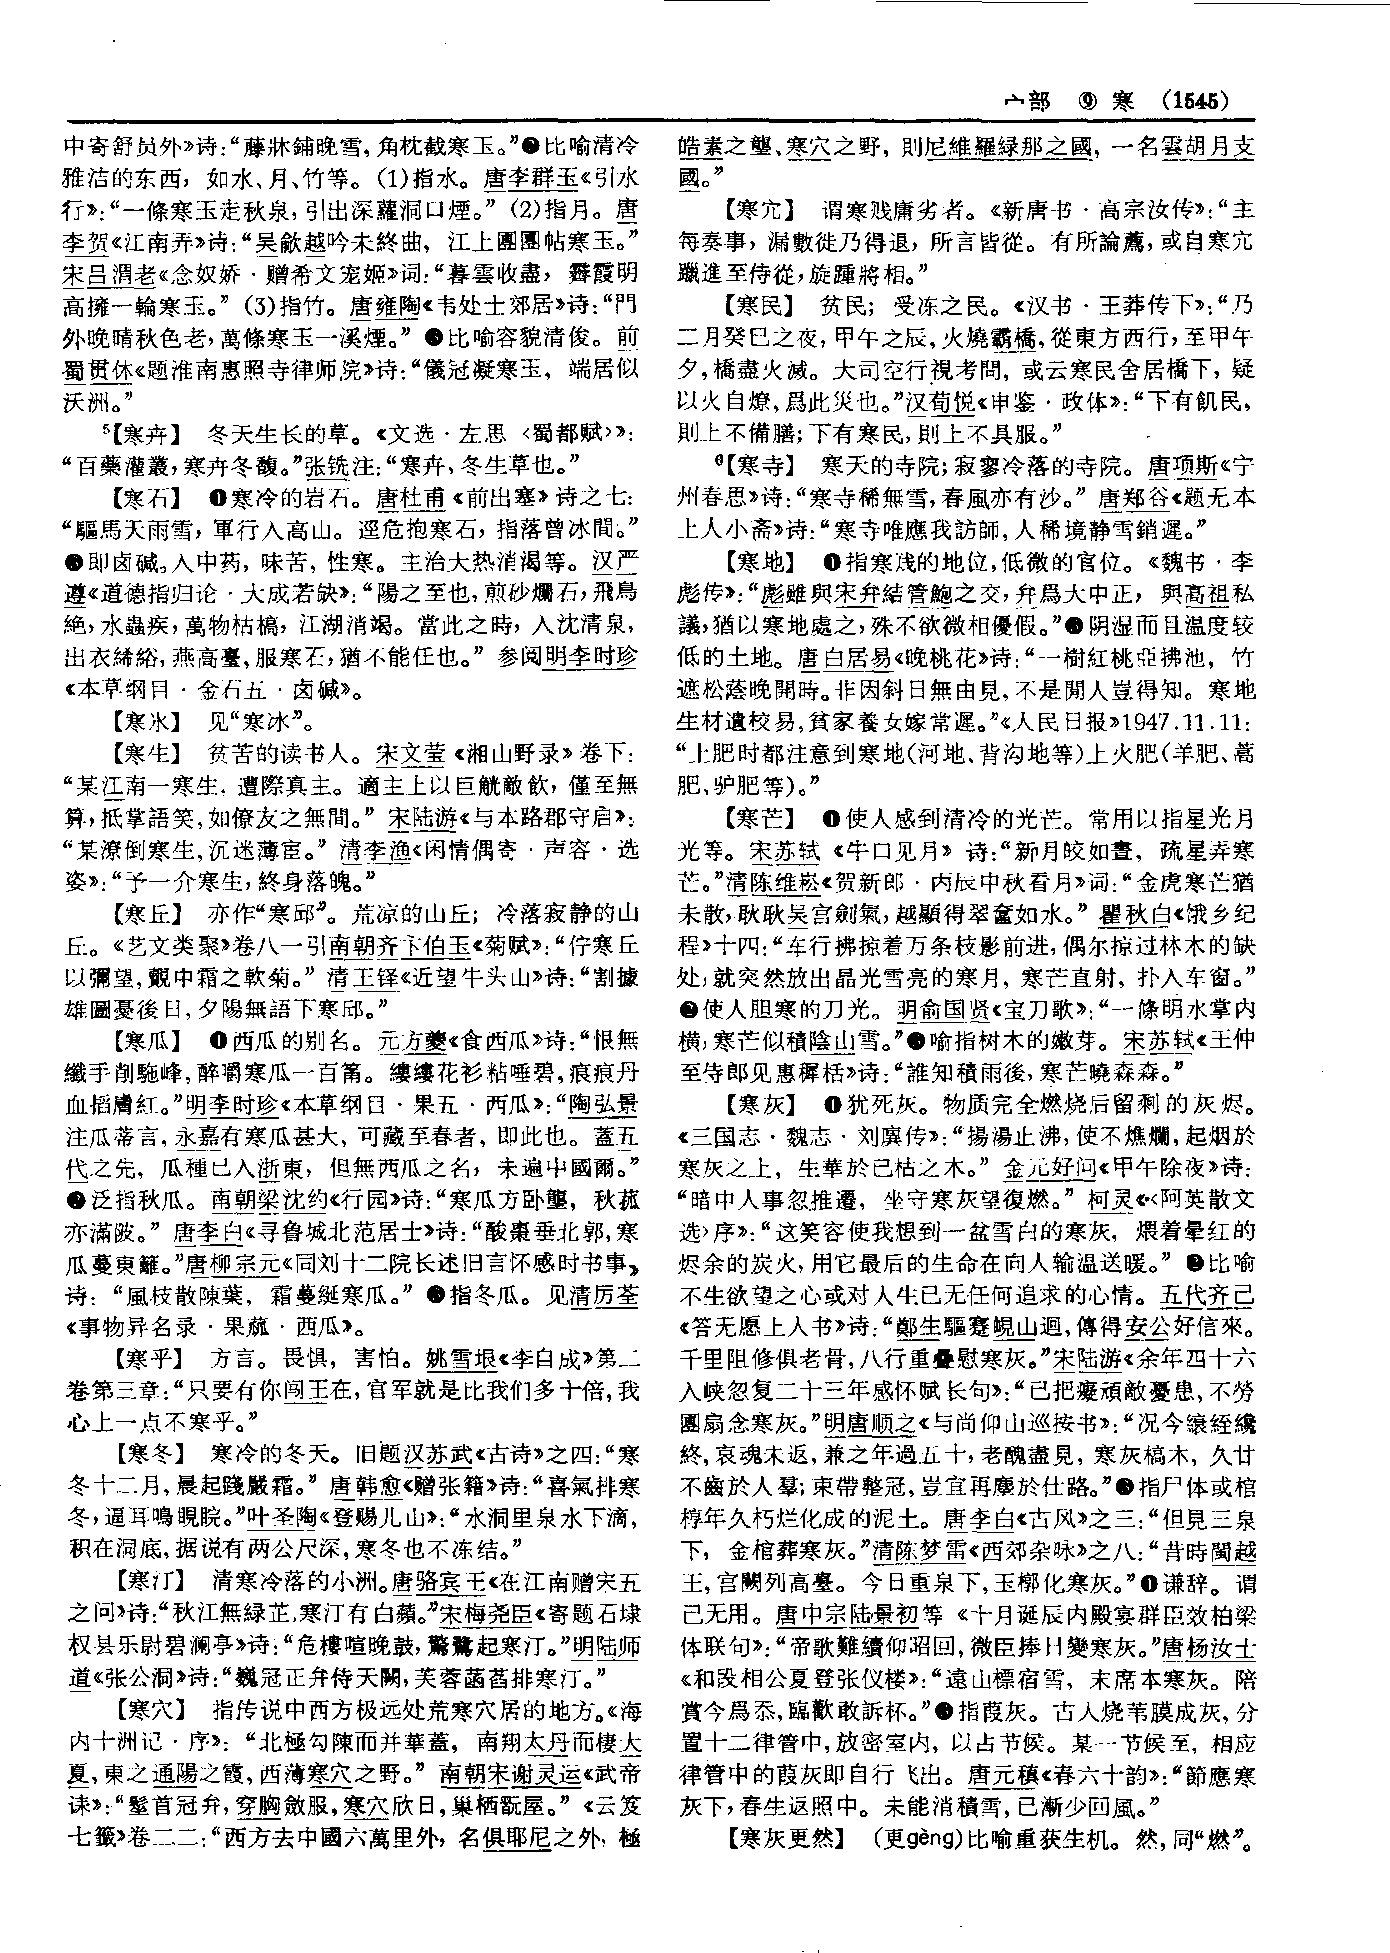 宀部 ⑨ 寒 (1545)
中寄舒员外》诗:“藤牀鋪晚雪,角枕截寒玉。”❷比喻清冷
雅洁的东西,如水、月、竹等。(1)指水。唐李群玉《引水
行》:“一條寒玉走秋泉,引出深蘿洞口煙。”(2)指月。唐
李贺《江南弄》诗:“吴歈越吟未終曲,江上團團帖寒玉。”
宋吕渭老《念奴娇·赠希文宠姬》词:“暮雲收盡,霽霞明
高擁一輪寒玉。”(3)指竹。唐雍陶《韦处士郊居》诗:“門
外晚晴秋色老,萬條寒玉一溪煙。”❸比喻容貌清俊。前
蜀贯休《题淮南惠照寺律师院》诗:“儀冠凝寒玉,端居似
沃洲。”
5【寒卉】 冬天生长的草。《文选·左思〈蜀都赋〉》:
“百藥灌叢,寒卉冬馥。”张铣注:“寒卉,冬生草也。”
【寒石】 ❶寒冷的岩石。唐杜甫《前出塞》诗之七:
“驅馬天雨雪,軍行入高山。逕危抱寒石,指落曾冰間。”
❷即卤碱。入中药,味苦,性寒。主治大热消渴等。汉严
遵《道德指归论·大成若缺》:“陽之至也,煎砂爛石,飛鳥
絶,水蟲疾,萬物枯槁,江湖消竭。當此之時,入沈清泉,
出衣絺綌,燕高臺,服寒石,猶不能任也。”参阅明李时珍
《本草纲目·金石五·卤碱》。
【寒氷】 见“寒冰”。
【寒生】 贫苦的读书人。宋文莹《湘山野录》卷下:
“某江南一寒生,遭際真主。適主上以巨觥敵飲,僅至無
算,抵掌語笑,如僚友之無間。”宋陆游《与本路郡守启》:
“某潦倒寒生,沉迷薄宦。”清李渔《闲情偶寄·声容·选
姿》:“予一介寒生,終身落魄。”
【寒丘】 亦作“寒邱”。荒凉的山丘;冷落寂静的山
丘。《艺文类聚》卷八一引南朝齐卞伯玉《菊赋》:“佇寒丘
以彌望,覿中霜之軟菊。”清王铎《近望牛头山》诗:“割據
雄圖憂後日,夕陽無語下寒邱。”
【寒瓜】 ❶西瓜的别名。元方夔《食西瓜》诗:“恨無
纖手削駞峰,醉嚼寒瓜一百筩。縷縷花衫粘唾碧,痕痕丹
血搯膚紅。”明李时珍《本草纲目·果五·西瓜》:“陶弘景
注瓜蒂言,永嘉有寒瓜甚大,可藏至春者,即此也。蓋五
代之先,瓜種已入浙東,但無西瓜之名,未遍中國爾。”
❷泛指秋瓜。南朝梁沈约《行园》诗:“寒瓜方卧壟,秋菰
亦滿陂。”唐李白《寻鲁城北范居士》诗:“酸棗垂北郭,寒
瓜蔓東籬。”唐柳宗元《同刘十二院长述旧言怀感时书事》
诗:“風枝散陳葉,霜蔓綖寒瓜。”❸指冬瓜。见清厉荃
《事物异名录·果蓏·西瓜》。
【寒乎】 方言。畏惧,害怕。姚雪垠《李自成》第二
卷第三章:“只要有你闯王在,官军就是比我们多十倍,我
心上一点不寒乎。”
【寒冬】 寒冷的冬天。旧题汉苏武《古诗》之四:“寒
冬十二月,晨起踐嚴霜。”唐韩愈《赠张籍》诗:“喜氣排寒
冬,逼耳鳴睍睆。”叶圣陶《登赐儿山》:“水洞里泉水下滴,
积在洞底,据说有两公尺深,寒冬也不冻结。”
【寒汀】 清寒冷落的小洲。唐骆宾王《在江南赠宋五
之问》诗:“秋江無緑芷,寒汀有白蘋。”宋梅尧臣《寄题石埭
权县乐尉碧澜亭》诗:“危樓喧晚鼓,驚鷺起寒汀。”明陆师
道《张公洞》诗:“巍冠正弁侍天闕,芙蓉菡萏排寒汀。”
【寒穴】 指传说中西方极远处荒寒穴居的地方。《海
内十洲记·序》:“北極勾陳而并華蓋,南翔太丹而棲大
夏,東之通陽之霞,西薄寒穴之野。”南朝宋谢灵运《武帝
诔》:“鬈首冠弁,穿胸斂服,寒穴欣日,巢栖翫屋。”《云笈
七籤》卷二二:“西方去中國六萬里外,名俱耶尼之外,極
皓素之壟、寒穴之野,則尼維羅緑那之國,一名雲胡月支
國。”
【寒宂】 谓寒贱庸劣者。《新唐书·高宗汝传》:“主
每奏事,漏數徙乃得退,所言皆從。有所論薦,或自寒宂
躐進至侍從,旋踵將相。”
【寒民】 贫民;受冻之民。《汉书·王莽传下》:“乃
二月癸巳之夜,甲午之辰,火燒霸橋,從東方西行,至甲午
夕,橋盡火滅。大司空行視考問,或云寒民舍居橋下,疑
以火自燎,爲此災也。”汉荀悦《申鉴·政体》:“下有飢民,
則上不備膳;下有寒民,則上不具服。”
6【寒寺】 寒天的寺院;寂寥冷落的寺院。唐项斯《宁
州春思》诗:“寒寺稀無雪,春風亦有沙。”唐郑谷《题无本
上人小斋》诗:“寒寺唯應我訪師,人稀境静雪銷遲。”
【寒地】 ❶指寒贱的地位,低微的官位。《魏书·李
彪传》:“彪雖與宋弁結管鮑之交,弁爲大中正,與高祖私
議,猶以寒地處之,殊不欲微相優假。”❷阴湿而且温度较
低的土地。唐白居易《晚桃花》诗:“一樹紅桃亞拂池,竹
遮松蔭晚開時。非因斜日無由見,不是閒人豈得知。寒地
生材遺校易,貧家養女嫁常遲。”《人民日报》1947.11.11:
“上肥时都注意到寒地(河地、背沟地等)上火肥(羊肥、蒿
肥、驴肥等)。”
【寒芒】 ❶使人感到清冷的光芒。常用以指星光月
光等。宋苏轼《牛口见月》诗:“新月皎如晝,疏星弄寒
芒。”清陈维崧《贺新郎·丙辰中秋看月》词:“金虎寒芒猶
未散,耿耿吴宫劍氣,越顯得翠奩如水。”瞿秋白《饿乡纪
程》十四:“车行拂掠着万条枝影前进,偶尔掠过林木的缺
处,就突然放出晶光雪亮的寒月,寒芒直射,扑人车窗。”
❷使人胆寒的刀光。明俞国贤《宝刀歌》:“一條明水掌内
横,寒芒似積陰山雪。”❸喻指树木的嫩芽。宋苏轼《王仲
至侍郎见惠穉栝》诗:“誰知積雨後,寒芒曉森森。”
【寒灰】 ❶犹死灰。物质完全燃烧后留剩的灰烬。
《三国志·魏志·刘廙传》:“揚湯止沸,使不燋爛,起烟於
寒灰之上,生華於已枯之木。”金元好问《甲午除夜》诗:
“暗中人事忽推遷,坐守寒灰望復燃。”柯灵《〈阿英散文
选〉序》:“这笑容使我想到一盆雪白的寒灰,煨着晕红的
烬余的炭火,用它最后的生命在向人输温送暖。”❷比喻
不生欲望之心或对人生已无任何追求的心情。五代齐己
《答无愿上人书》诗:“鄭生驅蹇峴山迴,傳得安公好信來。
千里阻修俱老骨,八行重疊慰寒灰。”宋陆游《余年四十六
入峡忽复二十三年感怀赋长句》:“已把癡頑敵憂患,不勞
團扇念寒灰。”明唐顺之《与尚仰山巡按书》:“况今縗絰纔
終,哀魂未返,兼之年過五十,老醜盡見,寒灰槁木,久廿
不齒於人羣;束帶整冠,豈宜再塵於仕路。”❸指尸体或棺
椁年久朽烂化成的泥土。唐李白《古风》之三:“但見三泉
下,金棺葬寒灰。”清陈梦雷《西郊杂咏》之八:“昔時閩越
王,宫闕列高臺。今日重泉下,玉槨化寒灰。”❹谦辞。谓
己无用。唐中宗陆景初等《十月诞辰内殿宴群臣效柏梁
体联句》:“帝歌難續仰昭回,微臣捧日變寒灰。”唐杨汝士
《和段相公夏登张仪楼》:“遠山標宿雪,末席本寒灰。陪
賞今爲忝,臨歡敢訴杯。”❺指葭灰。古人烧苇膜成灰,分
置十二律管中,放密室内,以占节候。某一节候至,相应
律管中的葭灰即自行飞出。唐元稹《春六十韵》:“節應寒
灰下,春生返照中。未能消積雪,已漸少回風。”
【寒灰更然】 (更gèng)比喻重获生机。然,同“燃”。